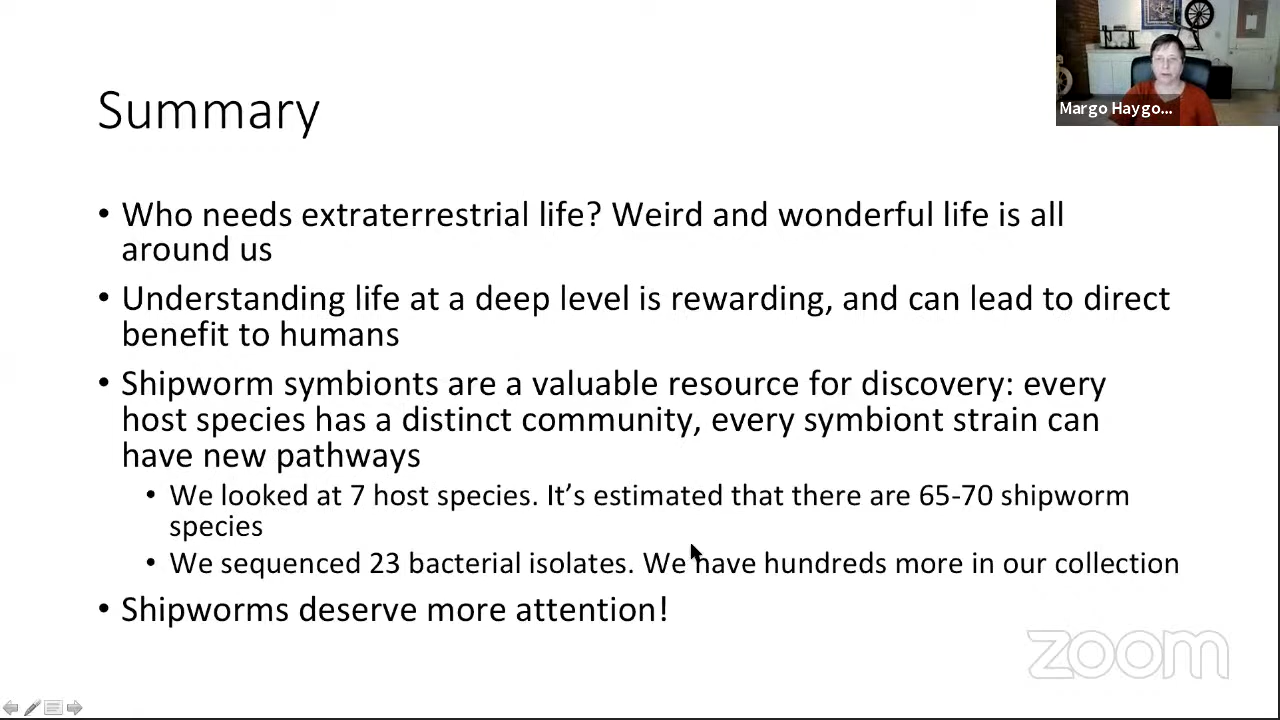 Margo Haygo...
Summary
• Who needs extraterrestrial life? Weird and wonderful life is all
around us
• Understanding life at a deep level is rewarding, and can lead to direct
benefit to humans
• Shipworm symbionts are a valuable resource for discovery: every
host species has a distinct community, every symbiont strain can
have new pathways
• We looked at 7 host species. It’s estimated that there are 65-70 shipworm
species
• We sequenced 23 bacterial isolates. We have hundreds more in our collection
• Shipworms deserve more attention!
zoom